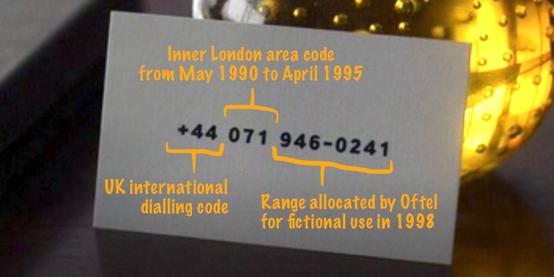 Inner London area code
from May 1990 to April 1995
+44 071 946-0241
UK international
dialling code
Range allocated by Oftel
for fictional use in 1998